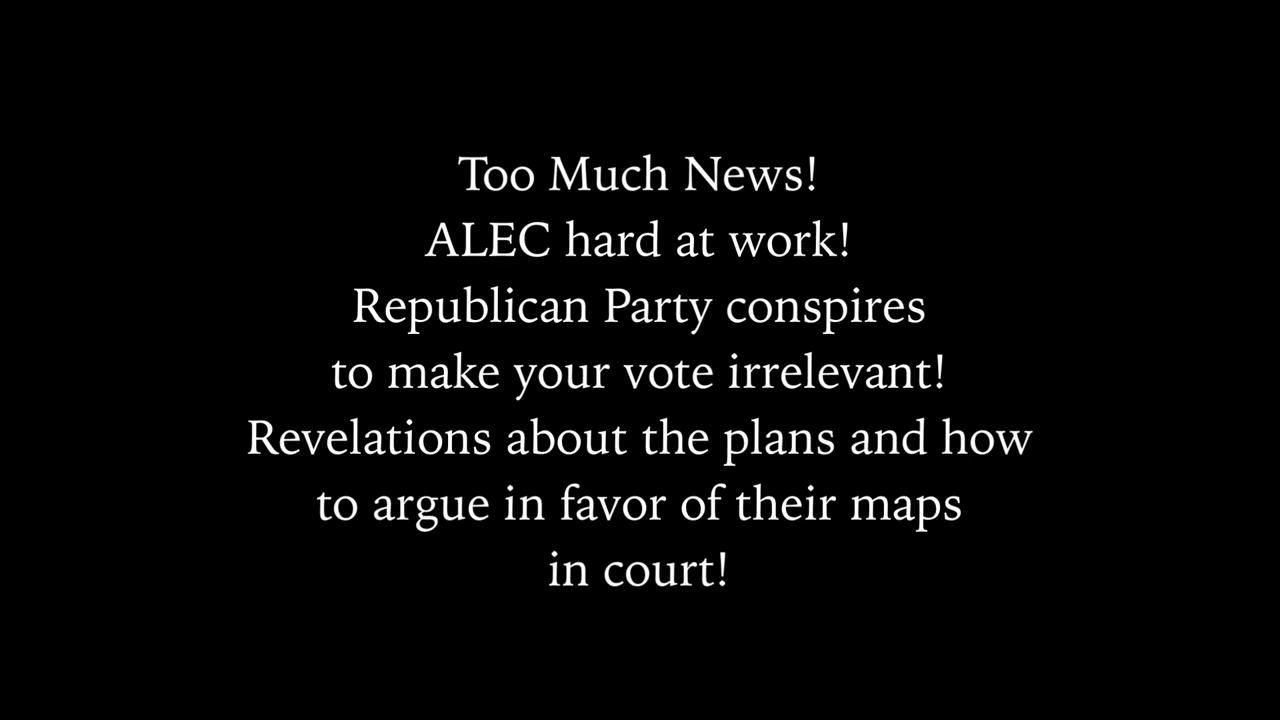 Too Much News!
ALEC hard at work!
Republican Party conspires
to make your vote irrelevant!
Revelations about the plans and how
to argue in favor of their maps
in court!